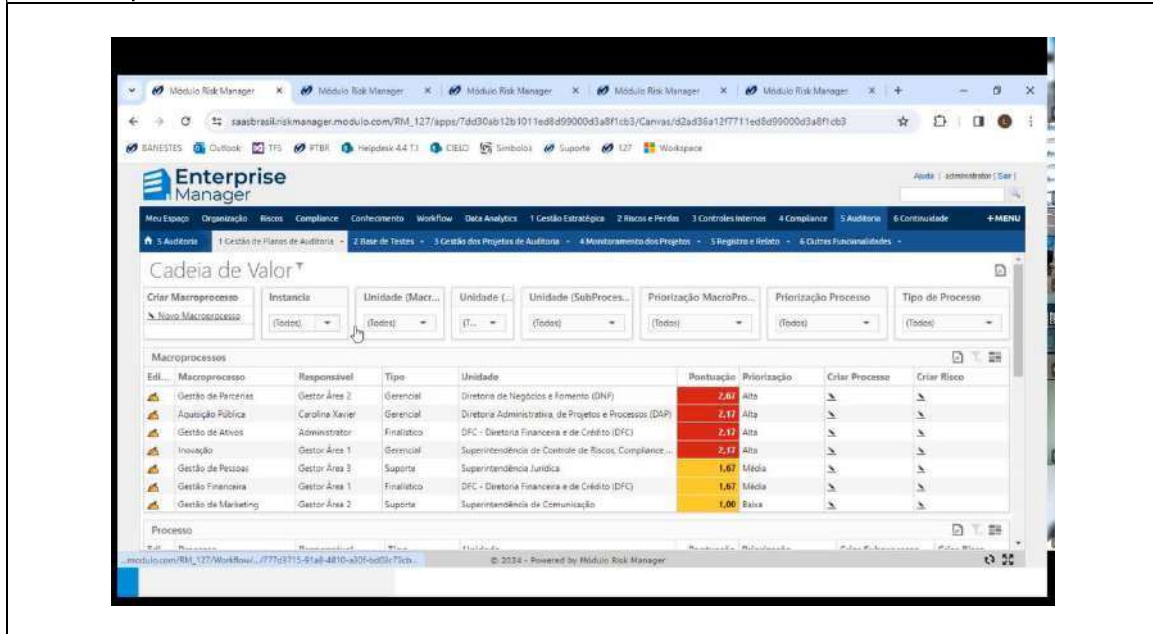 Módulo Risk Manager Módulo Risk Manager Módulo Risk Manager Módulo Risk Manager Módulo Risk Manager
saasbrasil.riskmanager.modulo.com/RM_127/apps/7dd30ab12b1011ed8d99000d3a8f1cb3/Canvas/d2ad36a12f7711ed8d99000d3a8f1cb3
BANESTES Outlook TFS PTBR Helpdesk 4.4 T.I CIELO Simbolos Suporte 127 Workspace
Enterprise
Manager
Ajuda | administrator | Sair |
Meu Espaço Organização Riscos Compliance Conhecimento Workflow Data Analytics 1 Gestão Estratégica 2 Riscos e Perdas 3 Controles Internos 4 Compliance 5 Auditoria 6 Continuidade +MENU
5 Auditoria 1 Gestão de Planos de Auditoria 2 Base de Testes 3 Gestão dos Projetos de Auditoria 4 Monitoramento dos Projetos 5 Registro e Relato 6 Outras Funcionalidades
Cadeia de Valor
Criar Macroprocesso Instancia Unidade (Macr... Unidade (... Unidade (SubProces... Priorização MacroPro... Priorização Processo Tipo de Processo
Novo Macroprocesso (Todos) (Todos) (T... (Todos) (Todos) (Todos) (Todos)
Macroprocessos
Edi... Macroprocesso Responsável Tipo Unidade Pontuação Priorização Criar Processo Criar Risco
Gestão de Parcerias Gestor Área 2 Gerencial Diretoria de Negócios e Fomento (DNF) 2,67 Alta
Aquisição Pública Carolina Xavier Gerencial Diretoria Administrativa, de Projetos e Processos (DAP) 2,17 Alta
Gestão de Ativos Administrator Finalístico DFC - Diretoria Financeira e de Crédito (DFC) 2,17 Alta
Inovação Gestor Área 1 Gerencial Superintendência de Controle de Riscos, Compliance ... 2,17 Alta
Gestão de Pessoas Gestor Área 3 Suporte Superintendência Jurídica 1,67 Média
Gestão Financeira Gestor Área 1 Finalístico DFC - Diretoria Financeira e de Crédito (DFC) 1,67 Média
Gestão de Marketing Gestor Área 2 Suporte Superintendência de Comunicação 1,00 Baixa
Processo
© 2024 - Powered by Módulo Risk Manager